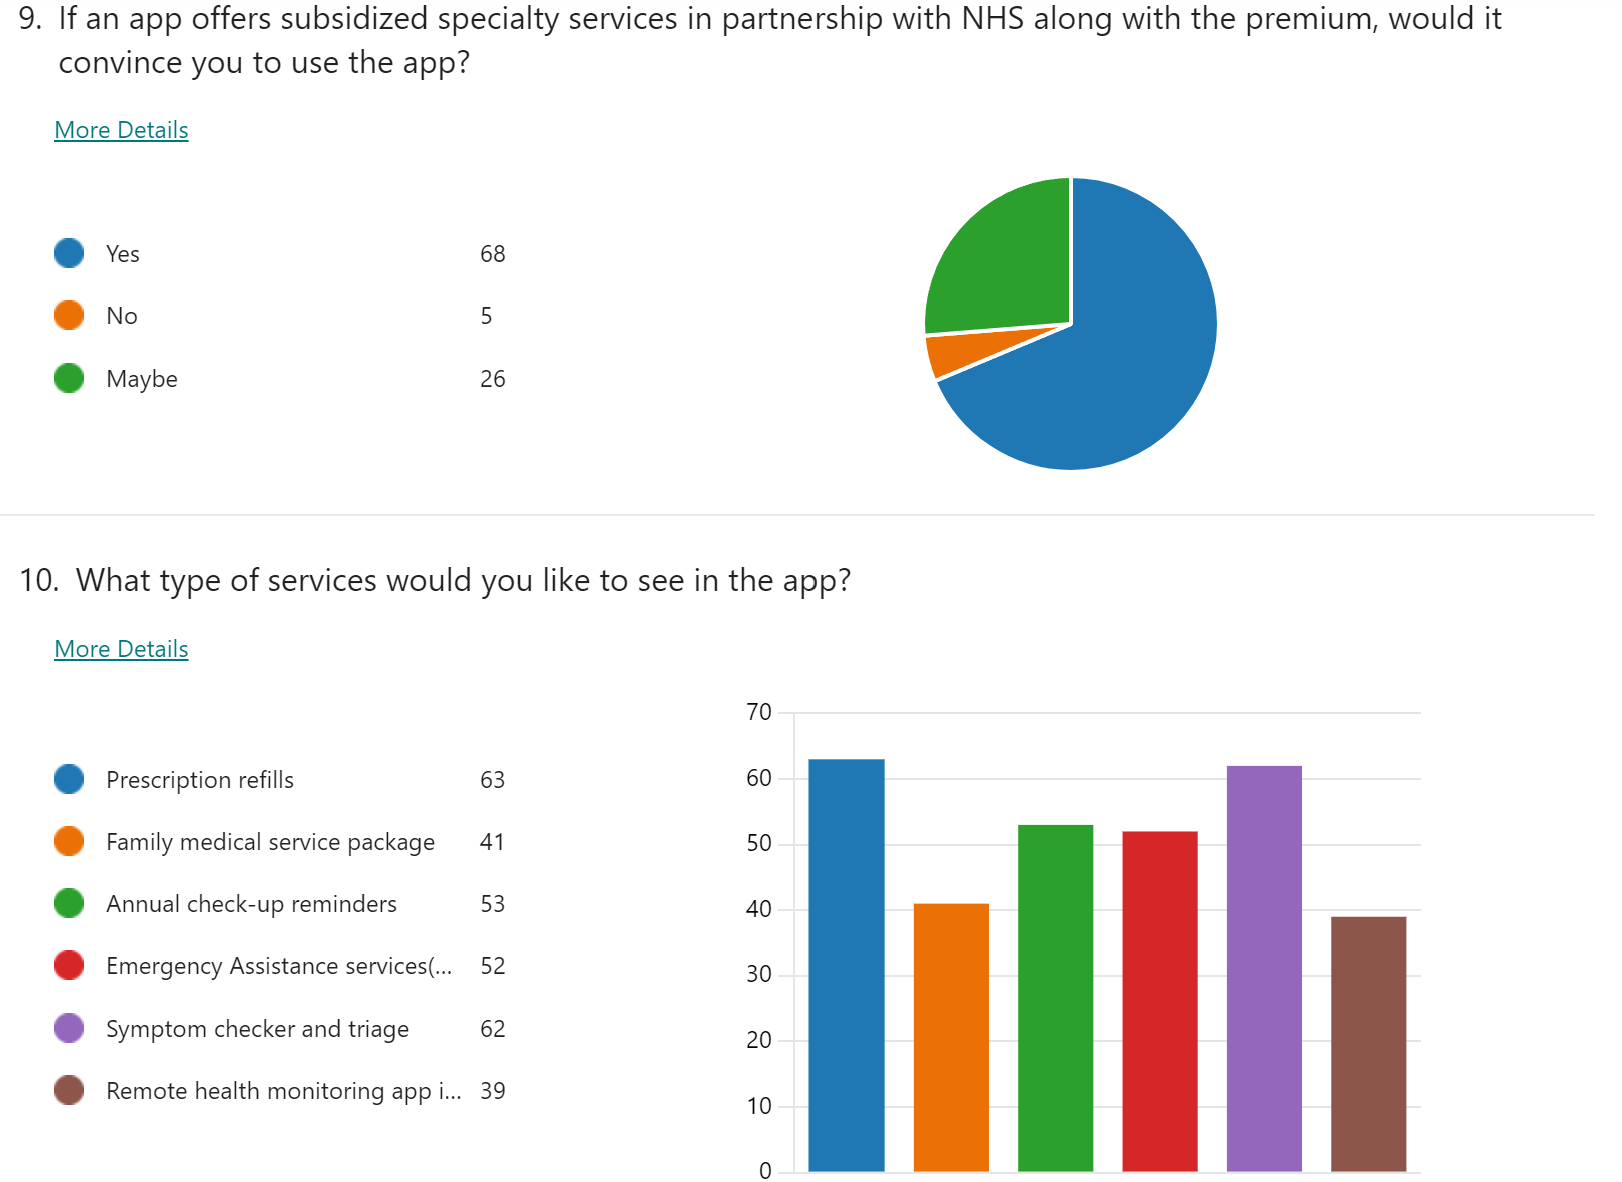 9. If an app offers subsidized specialty services in partnership with NHS along with the premium, would it
convince you to use the app?
More Details
Yes 68
No 5
Maybe 26
10. What type of services would you like to see in the app?
More Details
Prescription refills 63
Family medical service package 41
Annual check-up reminders 53
Emergency Assistance services(... 52
Symptom checker and triage 62
Remote health monitoring app i... 39
70
60
50
40
30
20
10
0